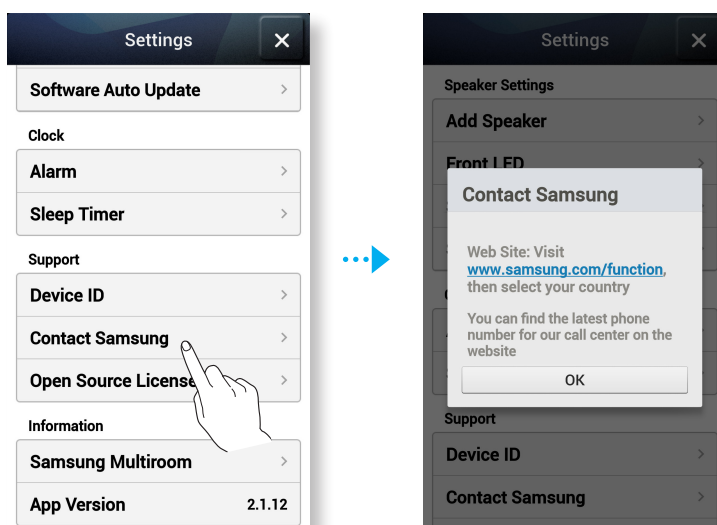 Settings
Software Auto Update
Clock
Alarm
Sleep Timer
Support
Device ID
Contact Samsung
Open Source License
Information
Samsung Multiroom
App Version 2.1.12
Settings
Speaker Settings
Add Speaker
Front LED
Contact Samsung
Web Site: Visit
www.samsung.com/function,
then select your country
You can find the latest phone
number for our call center on the
website
OK
Support
Device ID
Contact Samsung